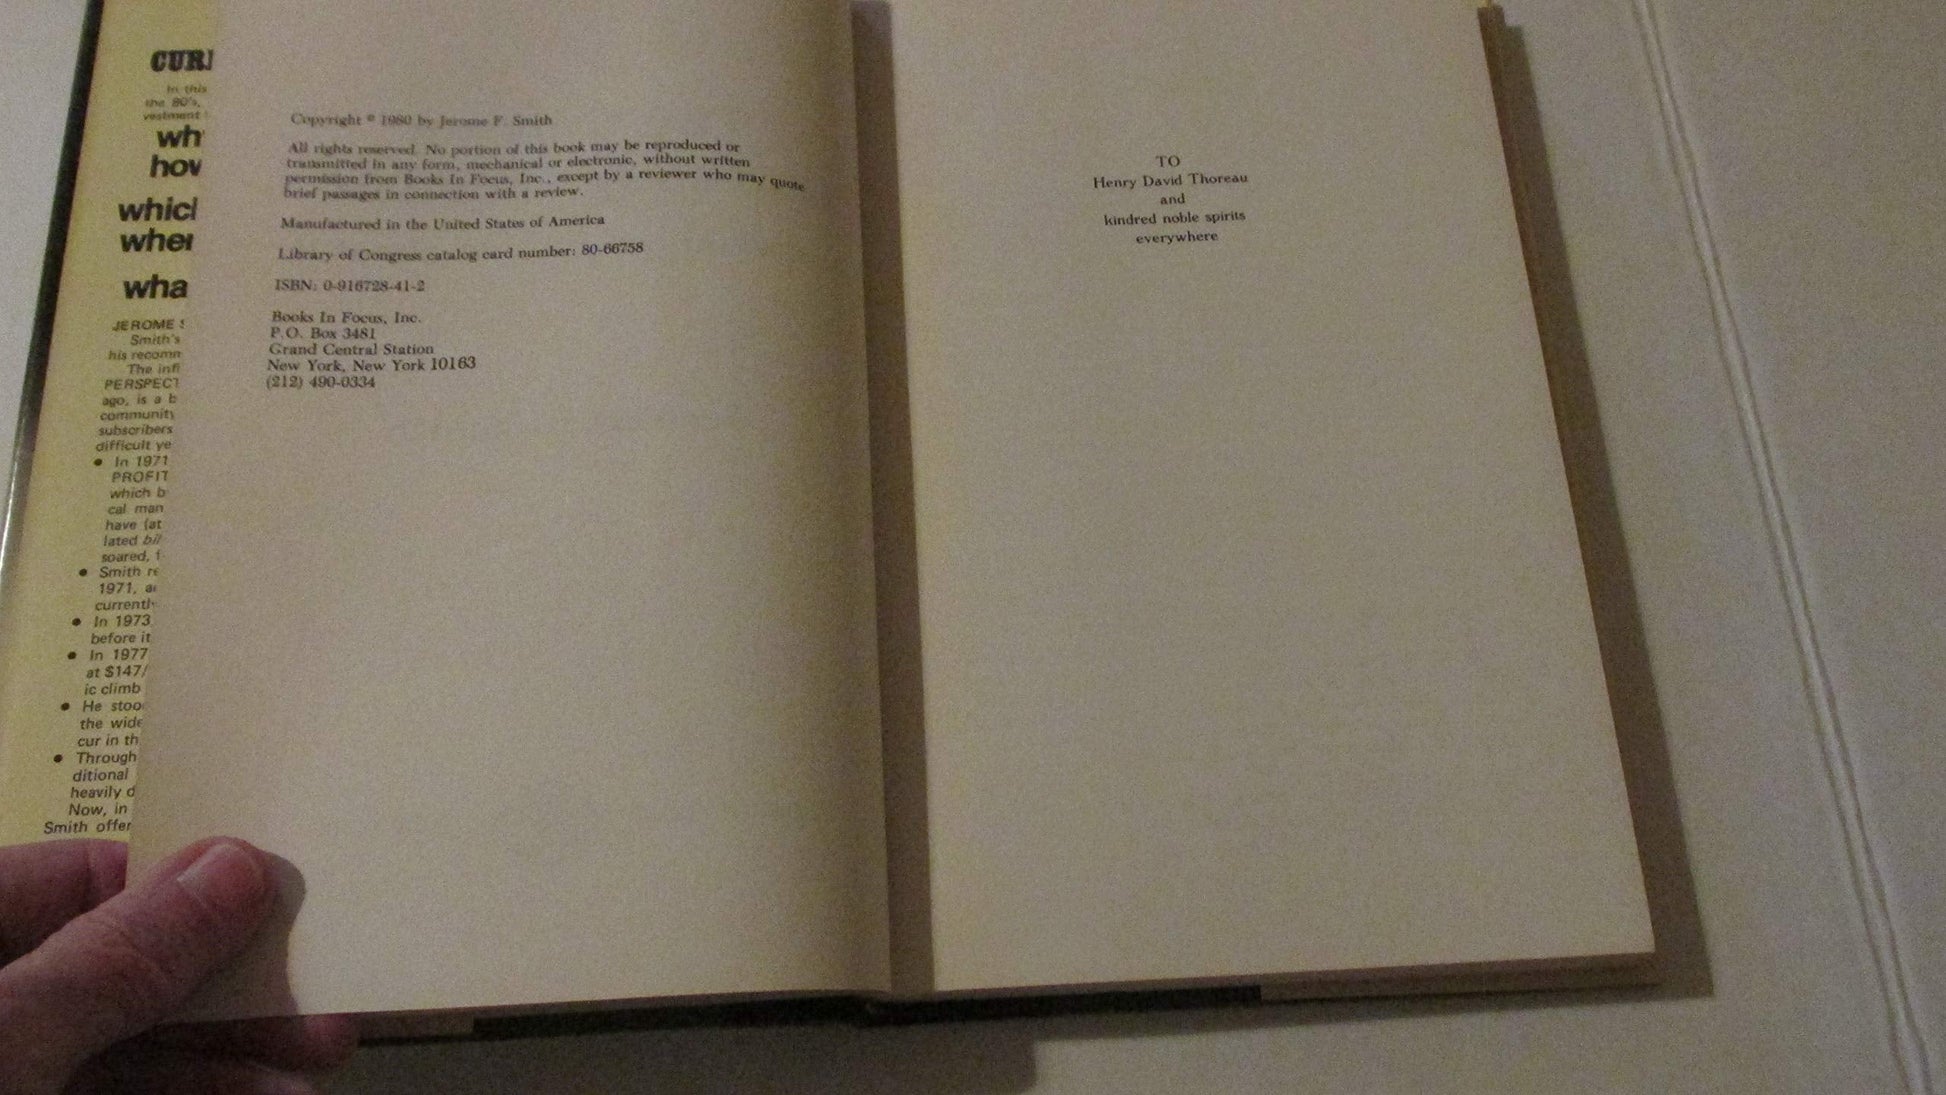 In this
the 80's,
vestment
JEROME
Smith's
his recomm
The infl
PERSPECT
ago, is a b
community
subscribers
difficult ye
● In 1971
PROFIT
which b
cal man
have (at
lated bil
soared, f
● Smith re
1971, a
currently
● In 1973
before it
● In 1977
at $147/
ic climb
● He stoo
the wide
cur in th
● Through
ditional
heavily d
Now, in
Smith offer
Copyright © 1980 by Jerome F. Smith
All rights reserved. No portion of this book may be reproduced or
transmitted in any form, mechanical or electronic, without written
permission from Books In Focus, Inc., except by a reviewer who may quote
brief passages in connection with a review.
Manufactured in the United States of America
Library of Congress catalog card number: 80-66758
ISBN: 0-916728-41-2
Books In Focus, Inc.
P.O. Box 3481
Grand Central Station
New York, New York 10163
(212) 490-0334
TO
Henry David Thoreau
and
kindred noble spirits
everywhere